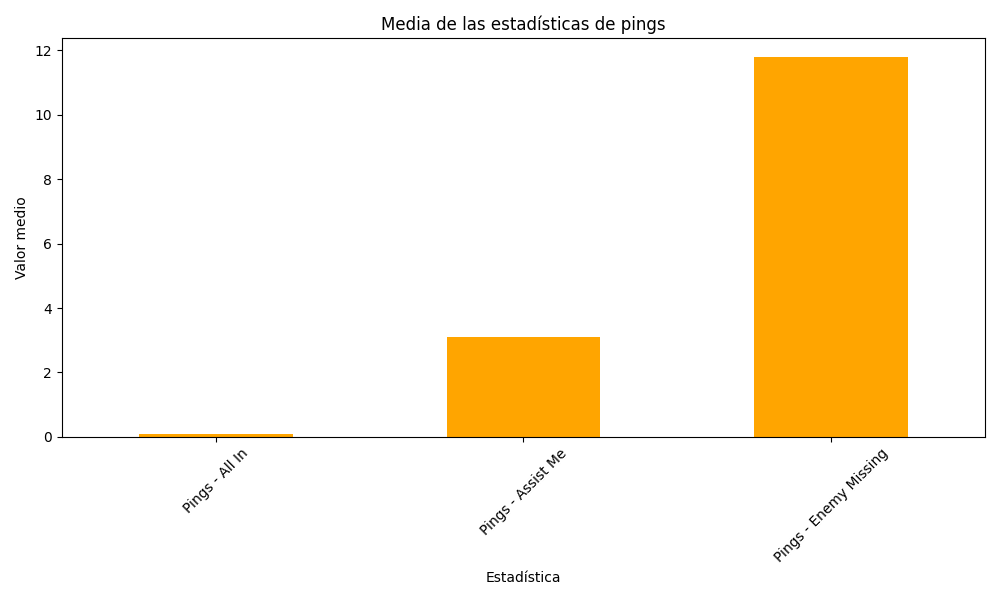 Media de las estadísticas de pings
12
10
8
6
4
2
0
Valor medio
Pings - All In
Pings - Assist Me
Pings - Enemy Missing
Estadística